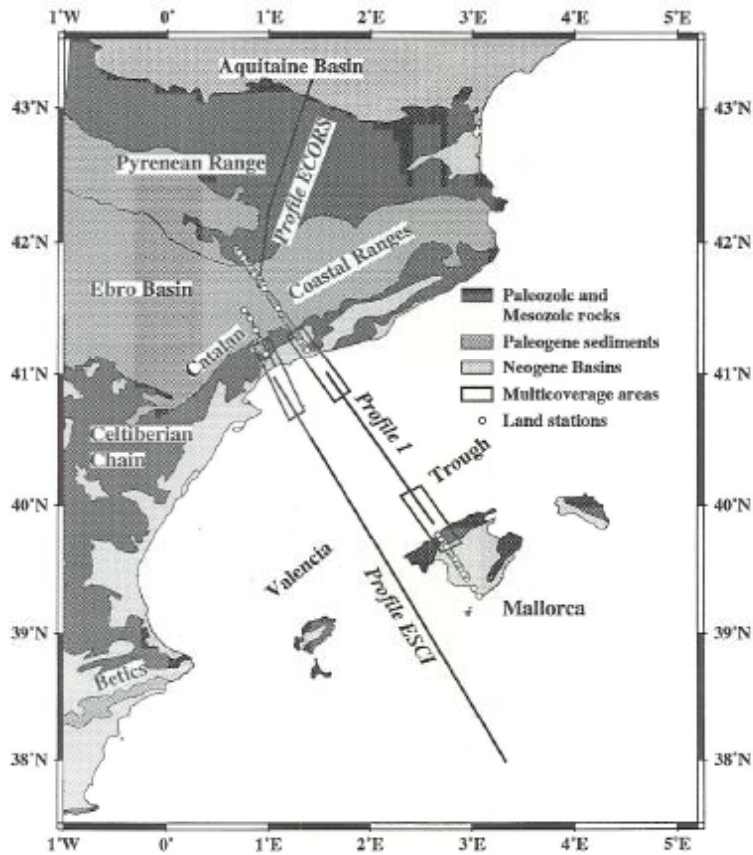 1°W 0° 1°E 2°E 3°E 4°E 5°E
Aquitaine Basin
43°N 43°N
Pyrenean Range
Profile ECORS
42°N 42°N
Coastal Ranges
Ebro Basin
Paleozoic and
Mesozoic rocks
Catalan
Paleogene sediments
Neogene Basins
41°N 41°N
Multicoverage areas
Profile 1
Land stations
Celtiberian
Chain
Trough
40°N 40°N
Valencia
Mallorca
Profile ESCI
39°N 39°N
Betics
38°N 38°N
1°W 0° 1°E 2°E 3°E 4°E 5°E